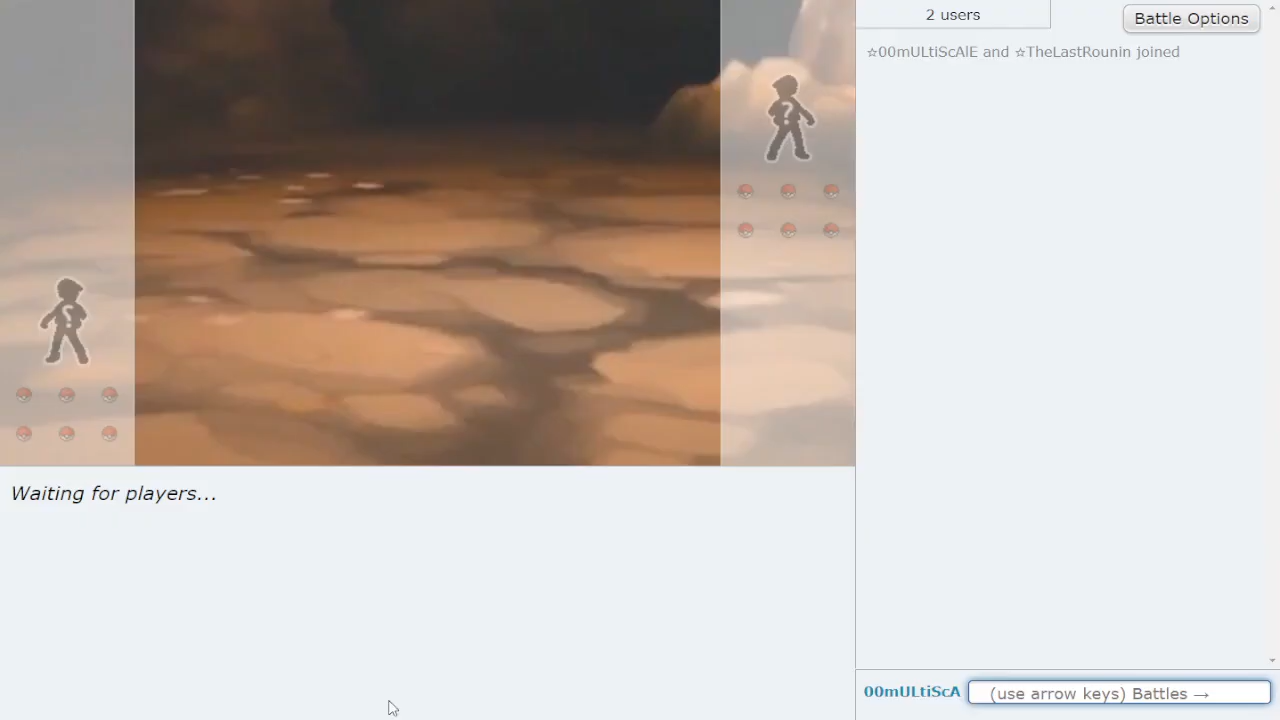 2 users
Battle Options
☆00mULtiScAlE and ☆TheLastRounin joined
?
?
Waiting for players...
00mULtiScA (use arrow keys) Battles →